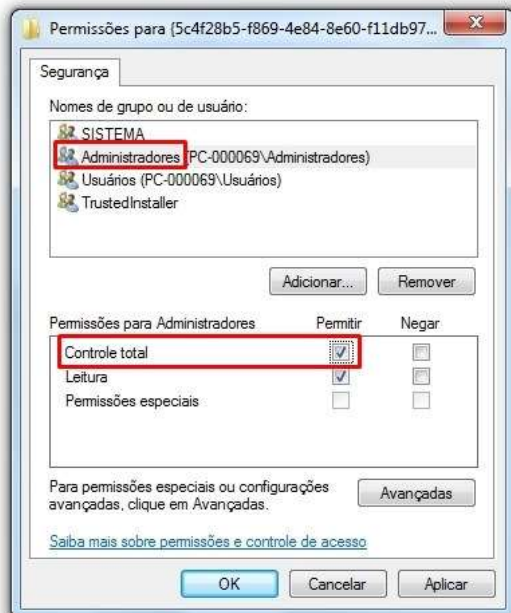 Permissões para {5c4f28b5-f869-4e84-8e60-f11db97...
X
Segurança
Nomes de grupo ou de usuário:
SISTEMA
Administradores (PC-000069\Administradores)
Usuários (PC-000069\Usuários)
TrustedInstaller
Adicionar... Remover
Permissões para Administradores Permitir Negar
Controle total
Leitura
Permissões especiais
Para permissões especiais ou configurações
avançadas, clique em Avançadas.
Avançadas
Saiba mais sobre permissões e controle de acesso
OK Cancelar Aplicar